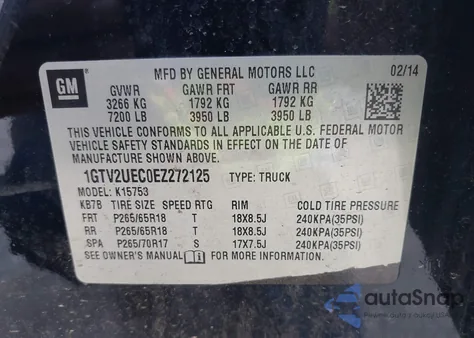 MFD BY GENERAL MOTORS LLC 02/14
GM
GVWR GAWR FRT GAWR RR
3266 KG 1792 KG 1792 KG
7200 LB 3950 LB 3950 LB
THIS VEHICLE CONFORMS TO ALL APPLICABLE U.S. FEDERAL MOTOR
VEHICLE SAFETY STANDARDS IN EFFECT ON THE DATE OF
MANUFACTURE SHOWN ABOVE.
1GTV2UEC0EZ272125 TYPE: TRUCK
MODEL: K15753
KB7B TIRE SIZE SPEED RTG RIM COLD TIRE PRESSURE
FRT P265/65R18 T 18X8.5J 240KPA(35PSI)
RR P265/65R18 T 18X8.5J 240KPA(35PSI)
SPA P265/70R17 S 17X7.5J 240KPA(35PSI)
SEE OWNER'S MANUAL FOR MORE INFORMATION.
autoSnap